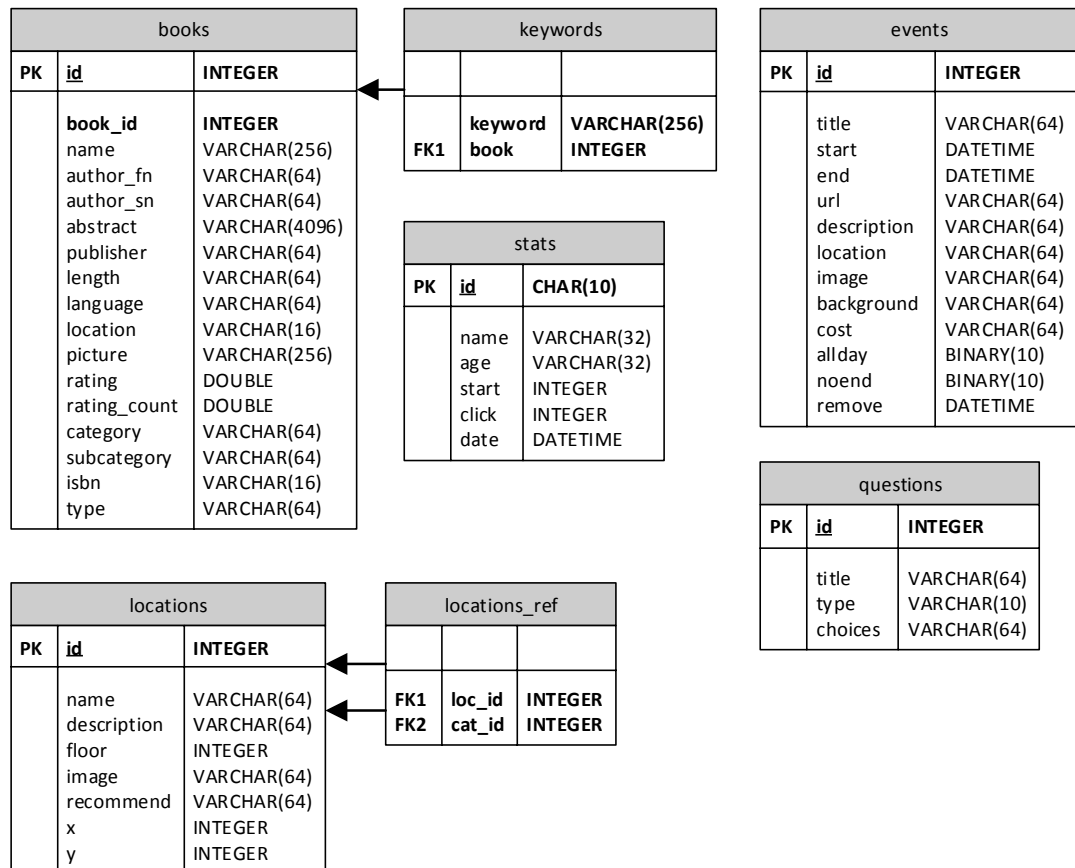 books
PK id INTEGER
book_id INTEGER
name VARCHAR(256)
author_fn VARCHAR(64)
author_sn VARCHAR(64)
abstract VARCHAR(4096)
publisher VARCHAR(64)
length VARCHAR(64)
language VARCHAR(64)
location VARCHAR(16)
picture VARCHAR(256)
rating DOUBLE
rating_count DOUBLE
category VARCHAR(64)
subcategory VARCHAR(64)
isbn VARCHAR(16)
type VARCHAR(64)
keywords
keyword VARCHAR(256)
FK1 book INTEGER
stats
PK id CHAR(10)
name VARCHAR(32)
age VARCHAR(32)
start INTEGER
click INTEGER
date DATETIME
events
PK id INTEGER
title VARCHAR(64)
start DATETIME
end DATETIME
url VARCHAR(64)
description VARCHAR(64)
location VARCHAR(64)
image VARCHAR(64)
background VARCHAR(64)
cost VARCHAR(64)
allday BINARY(10)
noend BINARY(10)
remove DATETIME
questions
PK id INTEGER
title VARCHAR(64)
type VARCHAR(10)
choices VARCHAR(64)
locations
PK id INTEGER
name VARCHAR(64)
description VARCHAR(64)
floor INTEGER
image VARCHAR(64)
recommend VARCHAR(64)
x INTEGER
y INTEGER
locations_ref
FK1 loc_id INTEGER
FK2 cat_id INTEGER